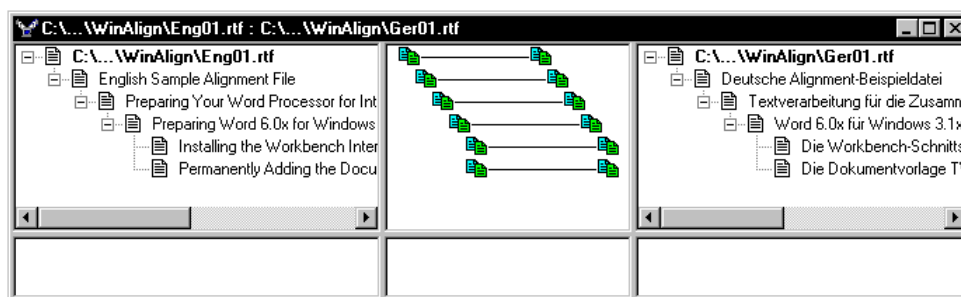 C:\...\WinAlign\Eng01.rtf : C:\...\WinAlign\Ger01.rtf
C:\...\WinAlign\Eng01.rtf
English Sample Alignment File
Preparing Your Word Processor for Int
Preparing Word 6.0x for Windows
Installing the Workbench Inter
Permanently Adding the Docu
C:\...\WinAlign\Ger01.rtf
Deutsche Alignment-Beispieldatei
Textverarbeitung für die Zusamm
Word 6.0x für Windows 3.1x
Die Workbench-Schnitts
Die Dokumentvorlage T